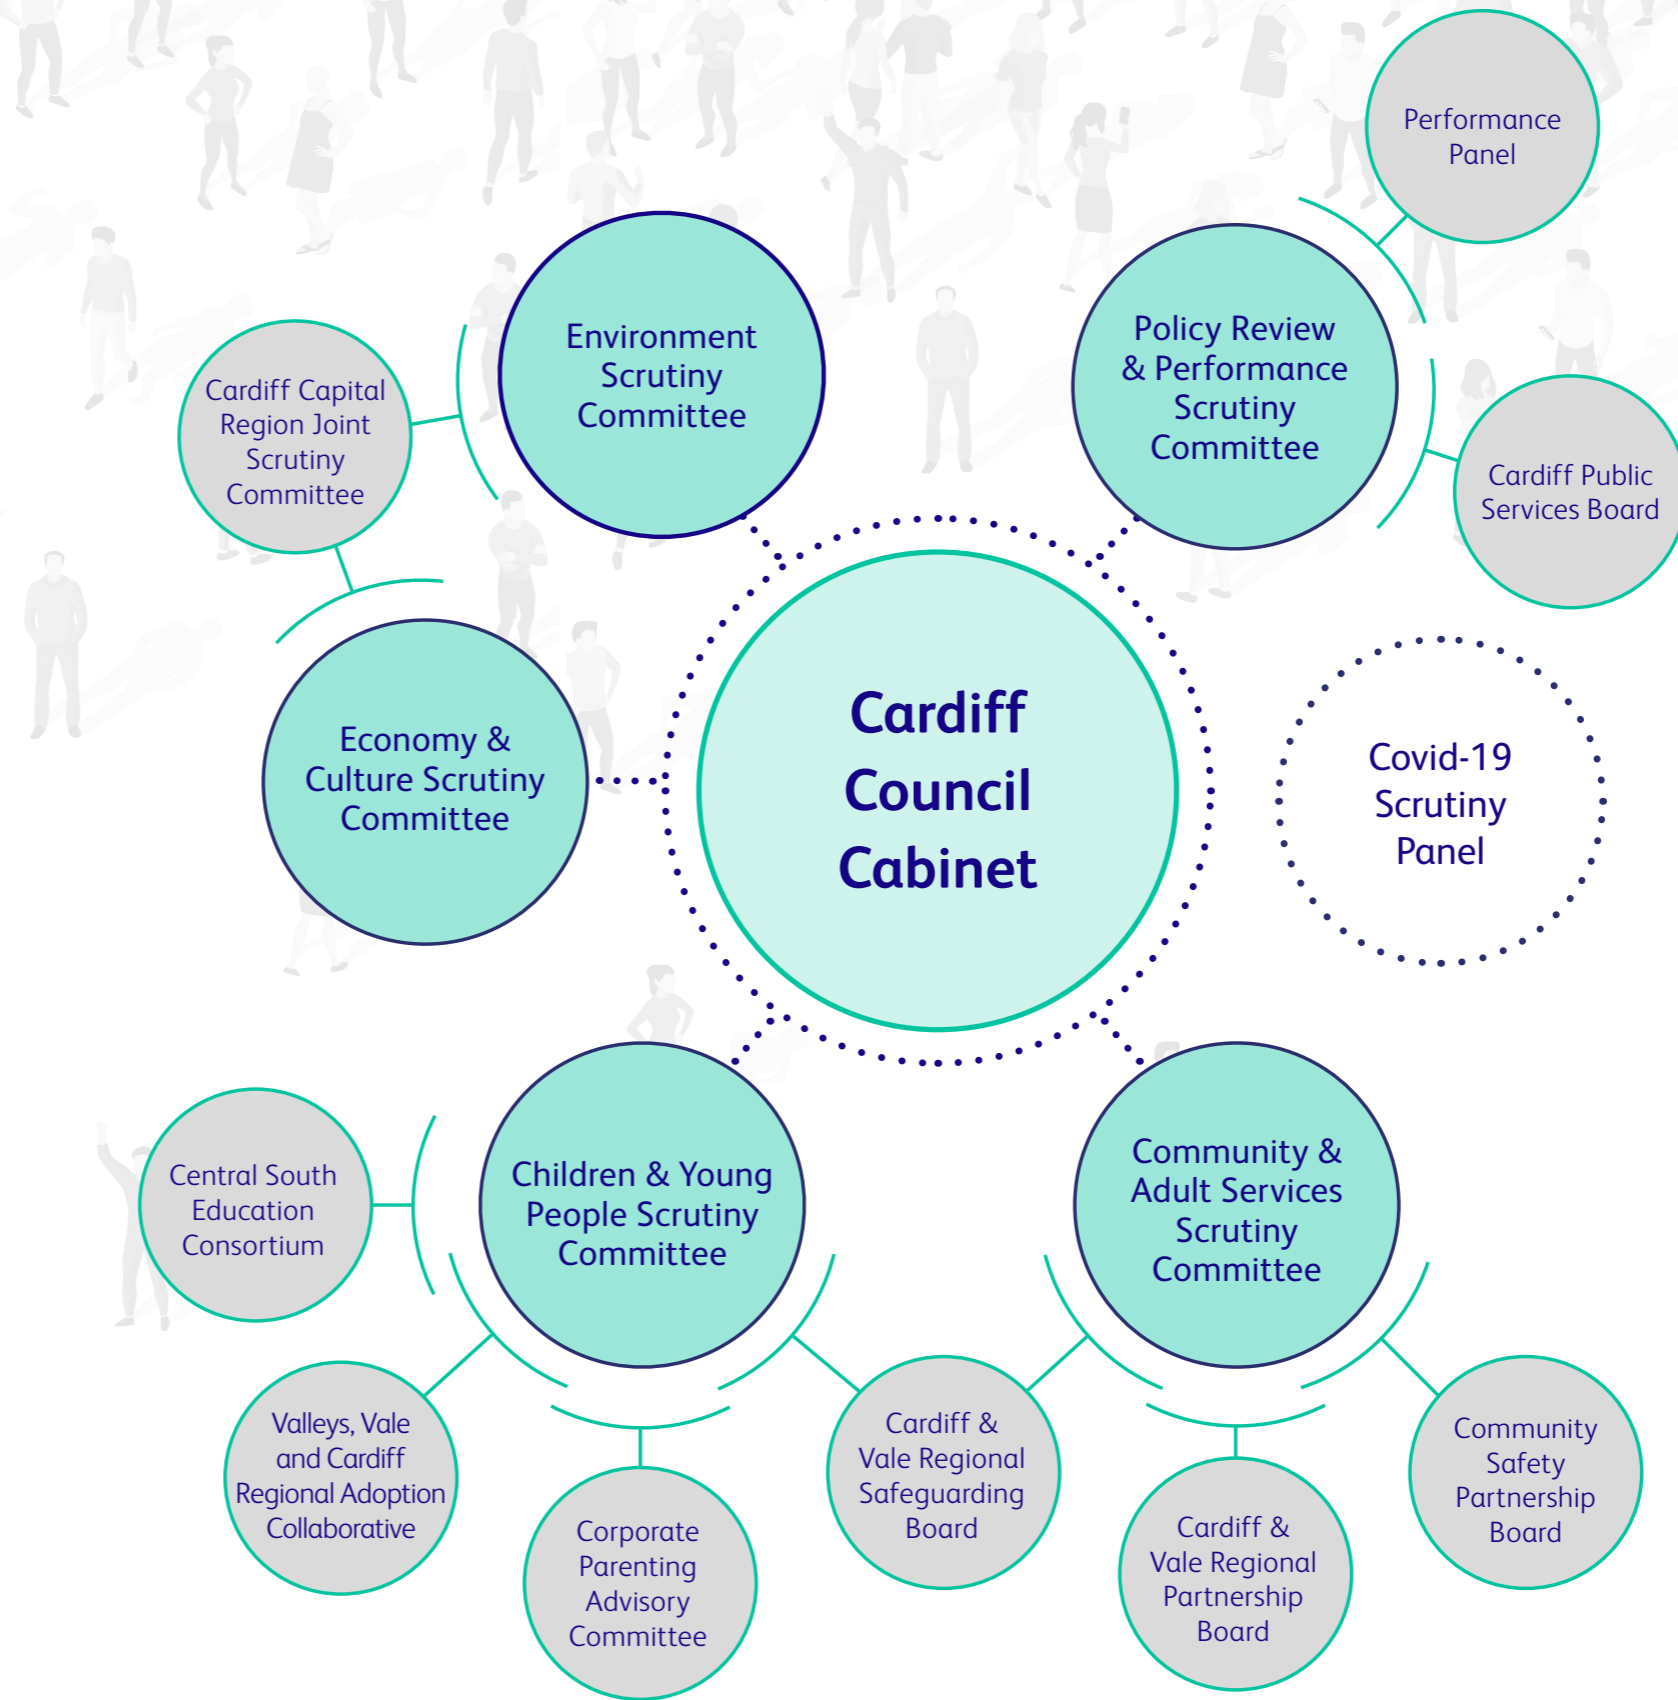 Performance
Panel
Environment
Scrutiny
Committee
Policy Review
& Performance
Scrutiny
Committee
Cardiff Capital
Region Joint
Scrutiny
Committee
Cardiff Public
Services Board
Economy &
Culture Scrutiny
Committee
Cardiff
Council
Cabinet
Covid-19
Scrutiny
Panel
Children & Young
People Scrutiny
Committee
Community &
Adult Services
Scrutiny
Committee
Central South
Education
Consortium
Valleys, Vale
and Cardiff
Regional Adoption
Collaborative
Corporate
Parenting
Advisory
Committee
Cardiff &
Vale Regional
Safeguarding
Board
Cardiff &
Vale Regional
Partnership
Board
Community
Safety
Partnership
Board